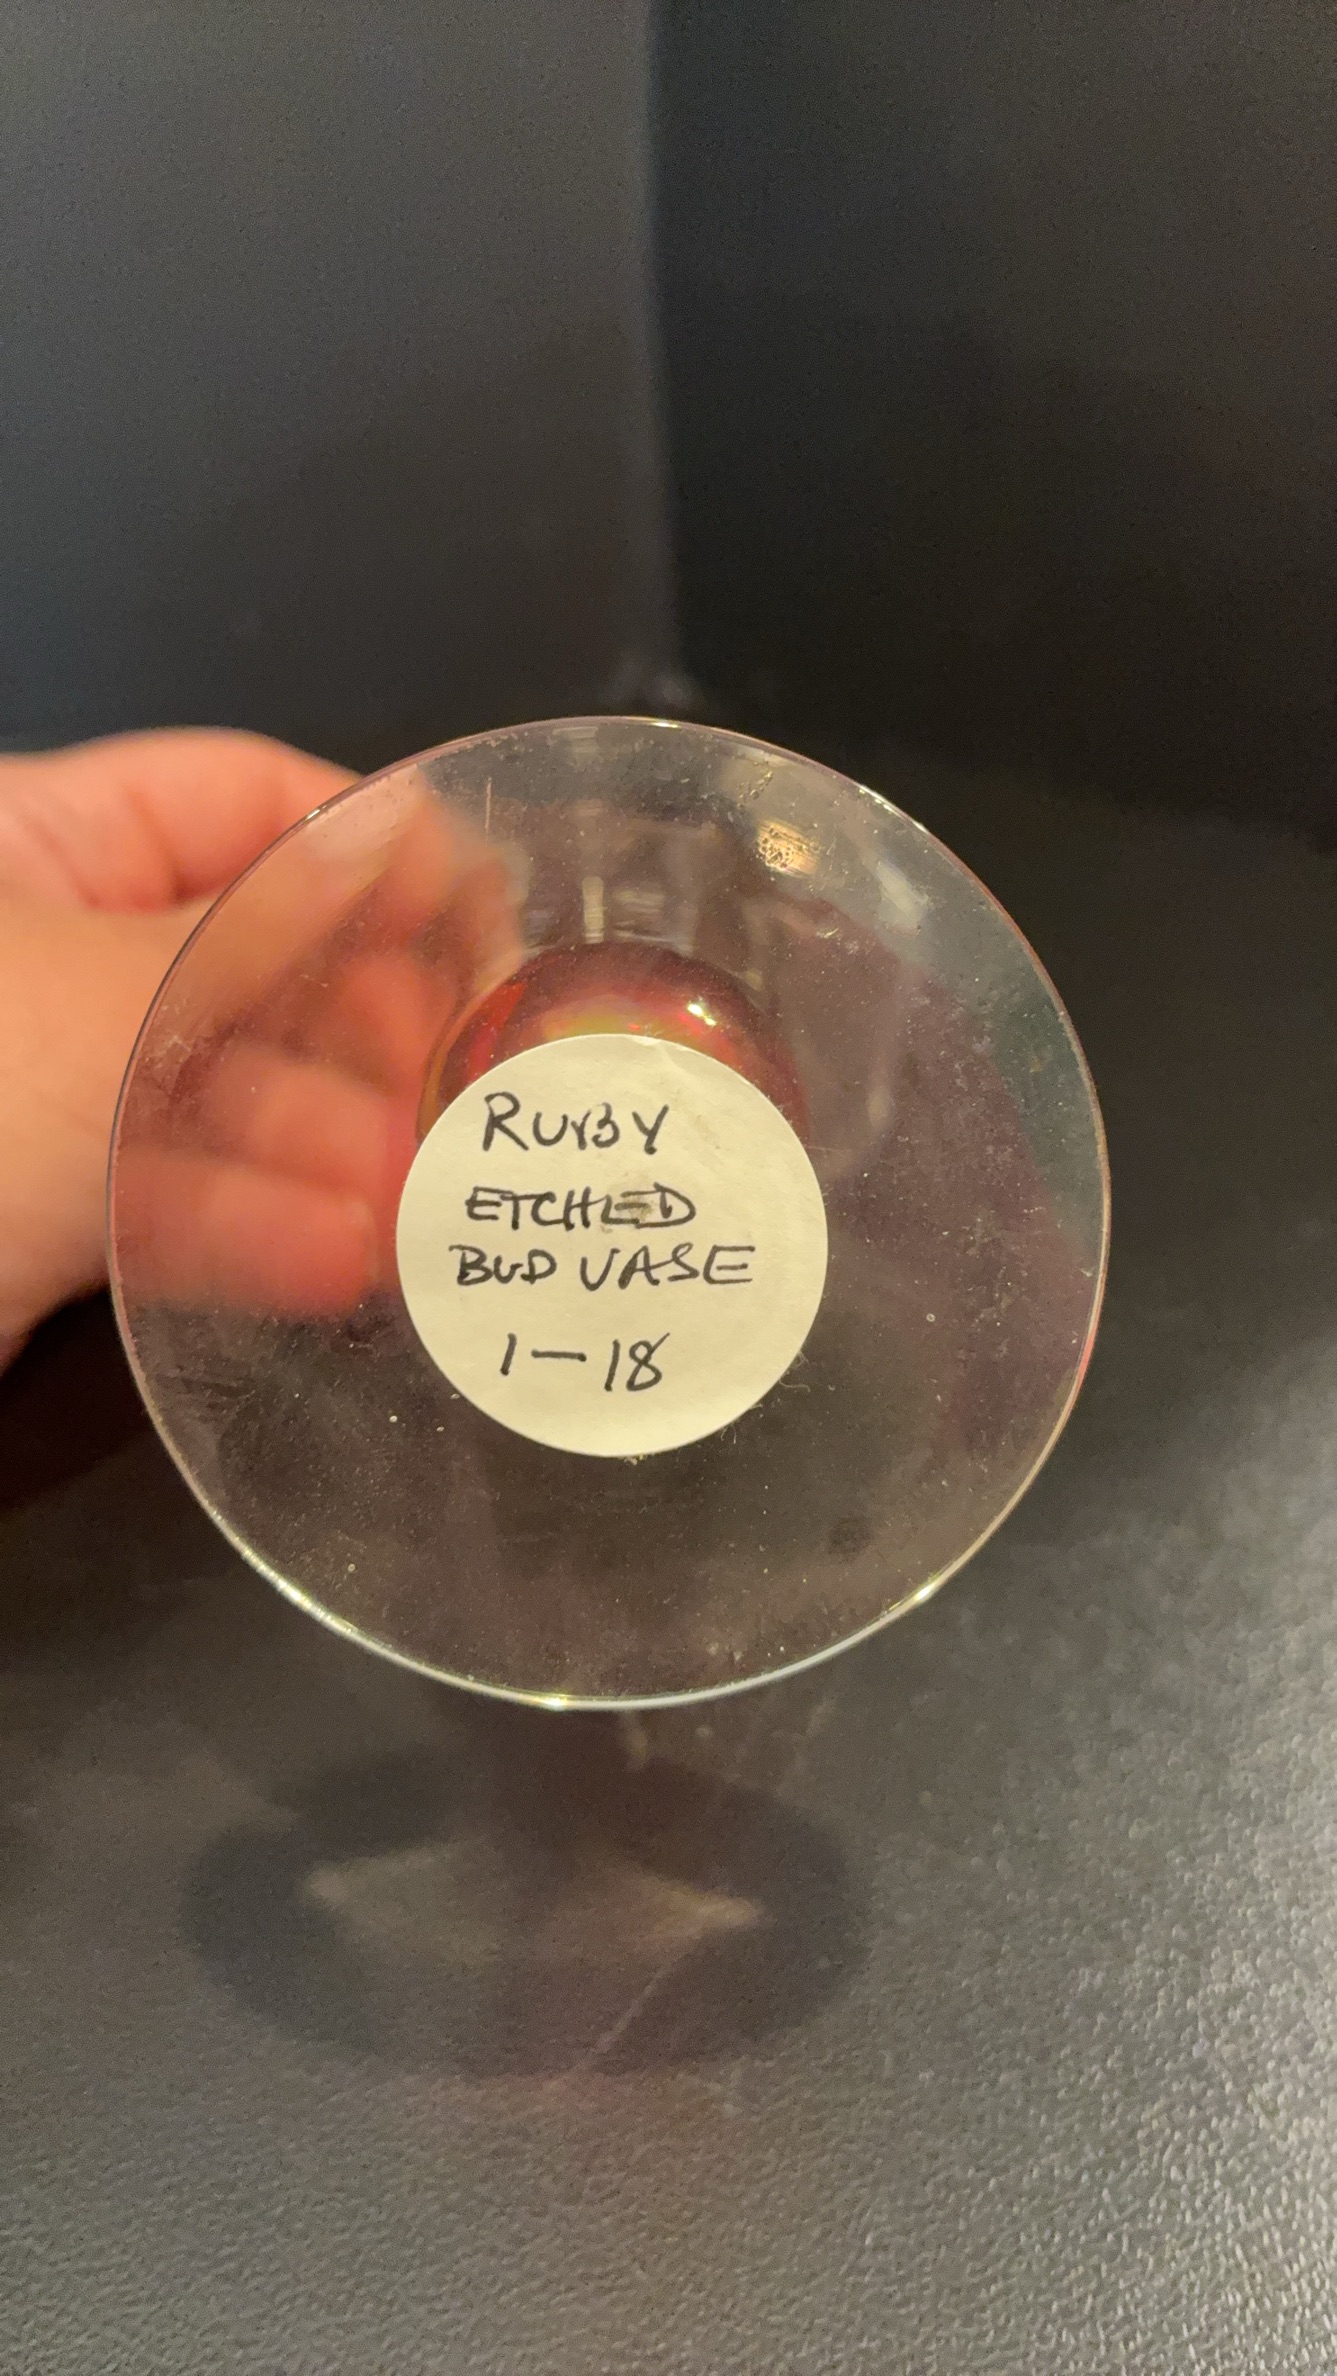 RUBY
ETCHED
BUD VASE
1-18